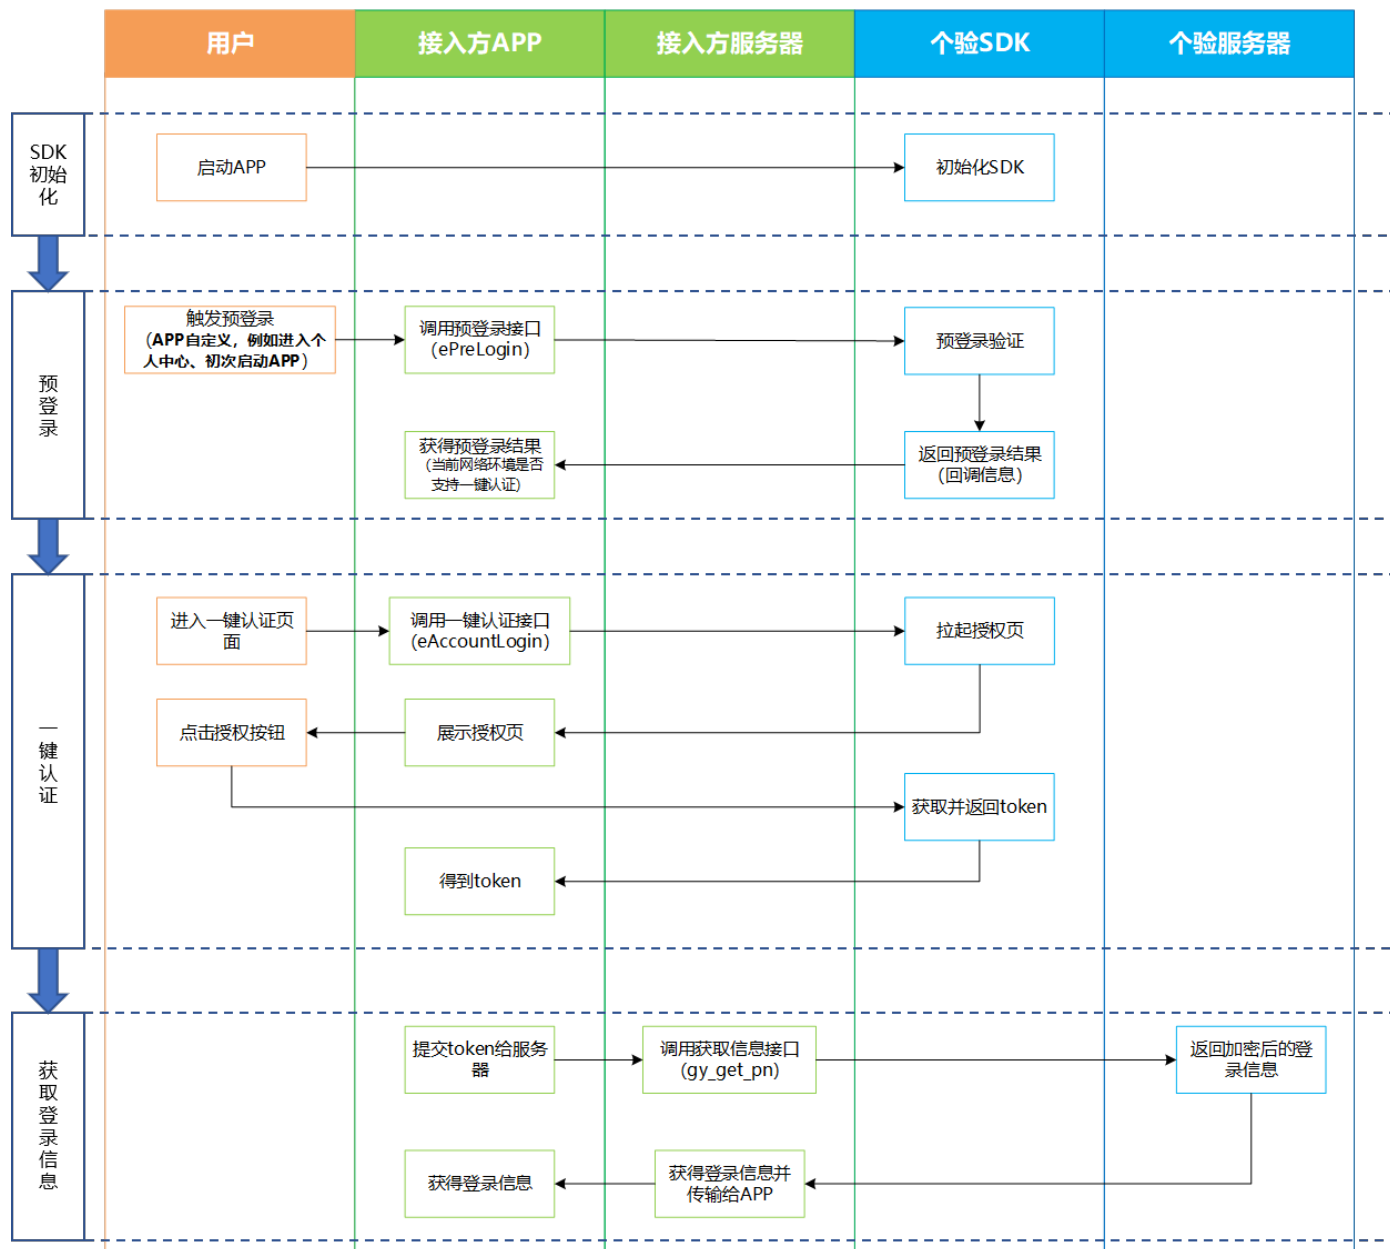 用户
接入方APP
接入方服务器
个验SDK
个验服务器
SDK
初始
化
启动APP
初始化SDK
预
登
录
触发预登录
（APP自定义，例如进入个
人中心、初次启动APP）
调用预登录接口
（ePreLogin）
预登录验证
获得预登录结果
（当前网络环境是否
支持一键认证）
返回预登录结果
（回调信息）
一
键
认
证
进入一键认证页
面
调用一键认证接口
（eAccountLogin）
拉起授权页
点击授权按钮
展示授权页
获取并返回token
得到token
获
取
登
录
信
息
提交token给服务
器
调用获取信息接口
（gy_get_pn）
返回加密后的登
录信息
获得登录信息
获得登录信息并
传输给APP